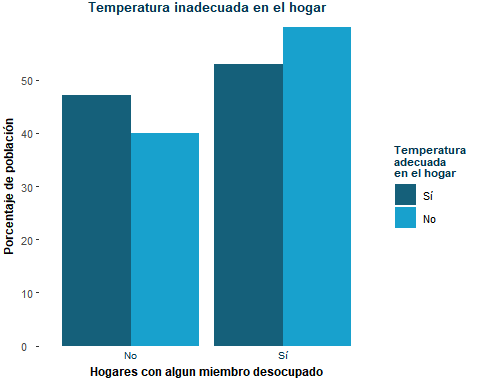 Temperatura inadecuada en el hogar
Porcentaje de población
50
40
30
20
10
0
No
Sí
Hogares con algun miembro desocupado
Temperatura
adecuada
en el hogar
Sí
No